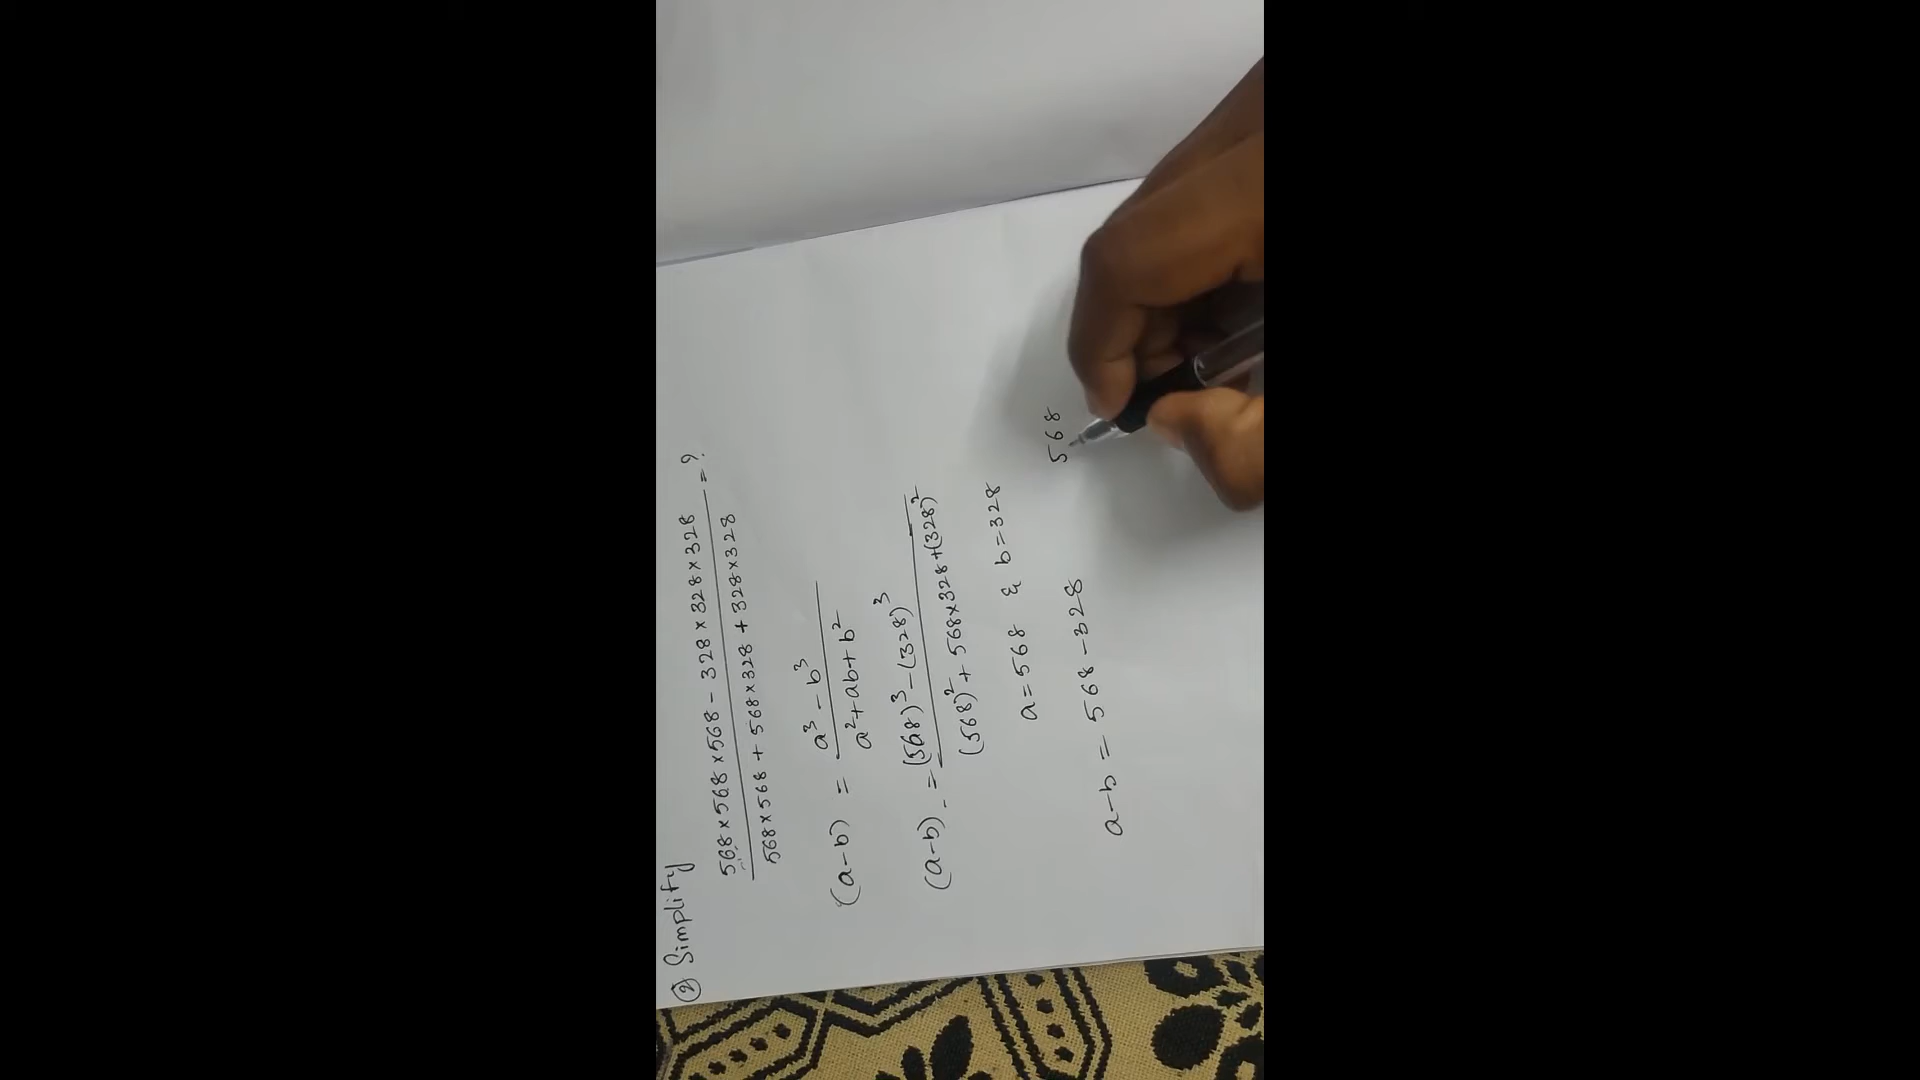 ② Simplify
568×568×568 - 328×328×328 = ?
568×568 + 568×328 + 328×328
(a-b) = a³ - b³
a² + ab + b²
(a-b) = (568)³ - (328)³
(568)² + 568×328 + (328)²
a = 568 & b = 328
568
a-b = 568 - 328